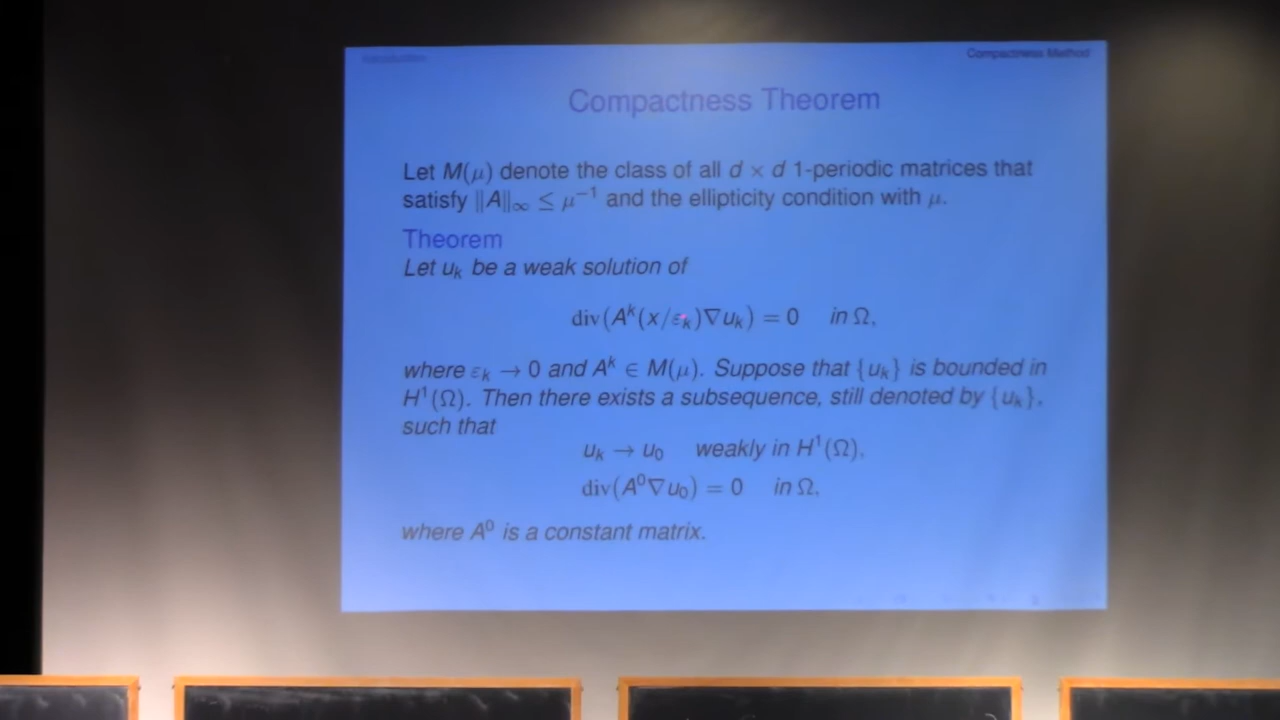 Introduction
Compactness Method
Compactness Theorem
Let M(μ) denote the class of all d × d 1-periodic matrices that
satisfy ‖A‖∞ ≤ μ⁻¹ and the ellipticity condition with μ.
Theorem
Let uₖ be a weak solution of
div(Aᵏ(x/εₖ)∇uₖ) = 0 in Ω,
where εₖ → 0 and Aᵏ ∈ M(μ). Suppose that {uₖ} is bounded in
H¹(Ω). Then there exists a subsequence, still denoted by {uₖ},
such that
uₖ → u₀ weakly in H¹(Ω),
div(A⁰∇u₀) = 0 in Ω,
where A⁰ is a constant matrix.